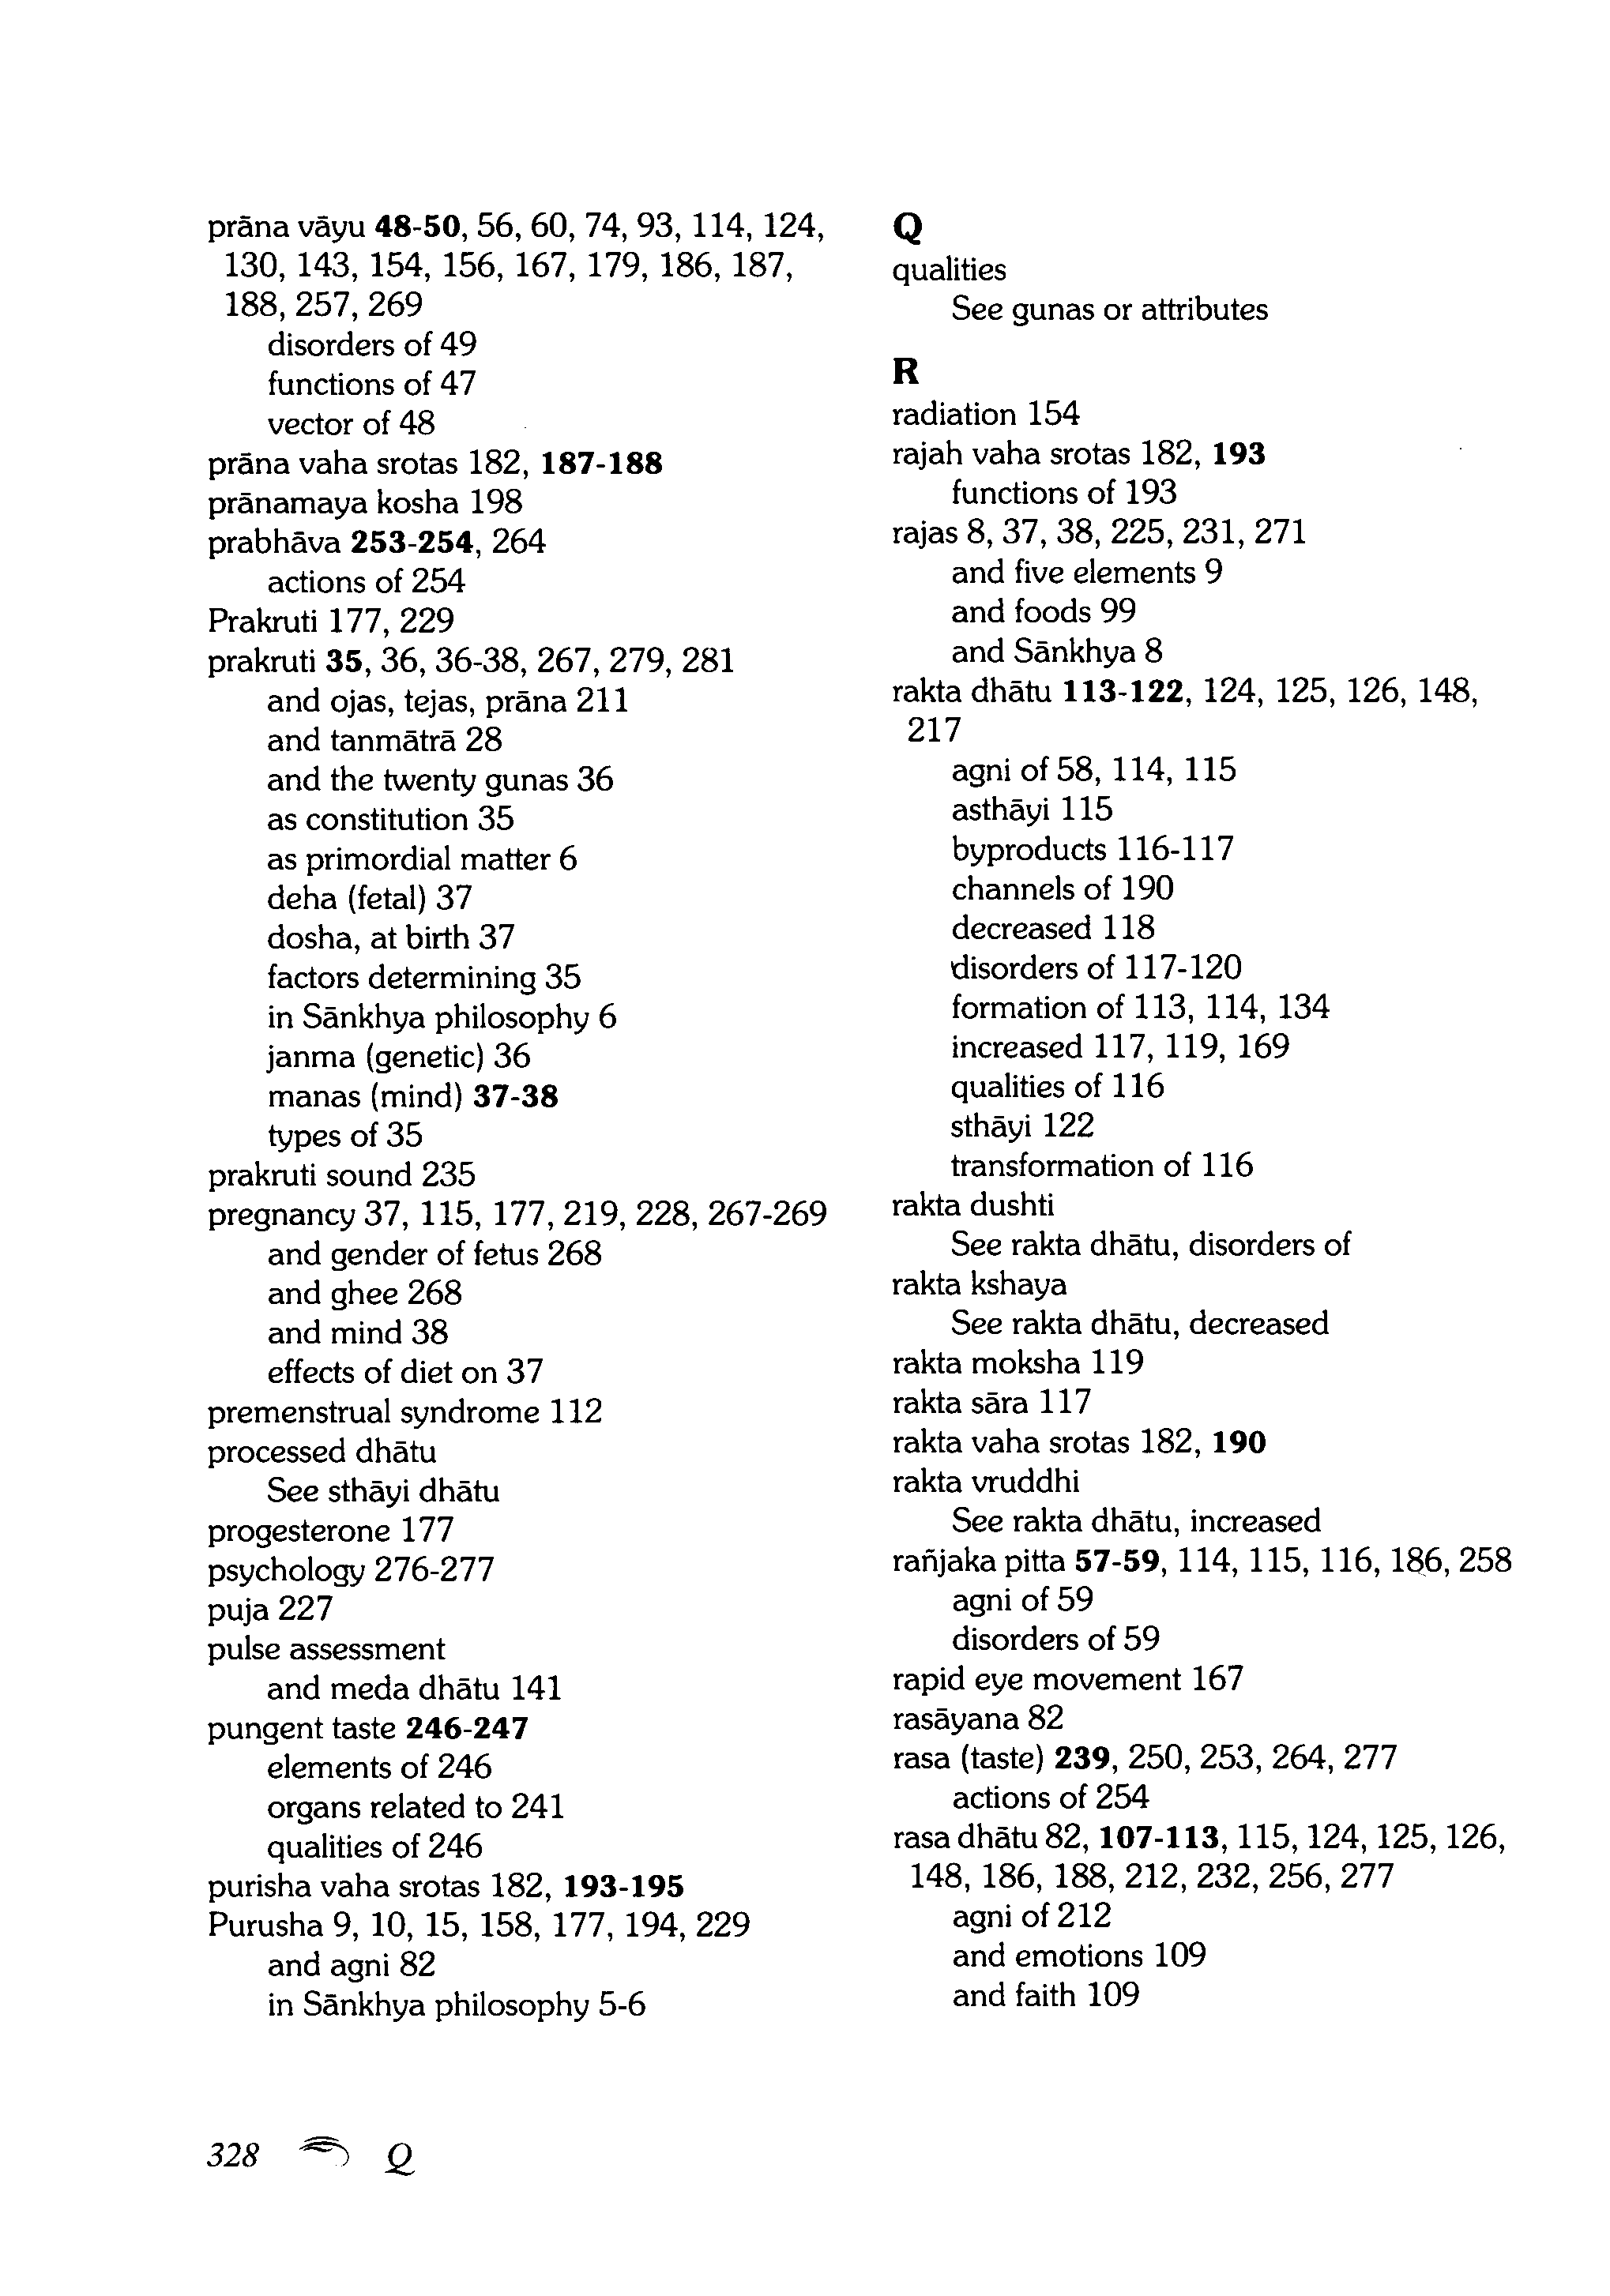 prāna vāyu 48-50, 56, 60, 74, 93, 114, 124,
130, 143, 154, 156, 167, 179, 186, 187,
188, 257, 269
disorders of 49
functions of 47
vector of 48
prāna vaha srotas 182, 187-188
prānamaya kosha 198
prabhāva 253-254, 264
actions of 254
Prakruti 177, 229
prakruti 35, 36, 36-38, 267, 279, 281
and ojas, tejas, prāna 211
and tanmātrā 28
and the twenty gunas 36
as constitution 35
as primordial matter 6
deha (fetal) 37
dosha, at birth 37
factors determining 35
in Sānkhya philosophy 6
janma (genetic) 36
manas (mind) 37-38
types of 35
prakruti sound 235
pregnancy 37, 115, 177, 219, 228, 267-269
and gender of fetus 268
and ghee 268
and mind 38
effects of diet on 37
premenstrual syndrome 112
processed dhātu
See sthāyi dhātu
progesterone 177
psychology 276-277
puja 227
pulse assessment
and meda dhātu 141
pungent taste 246-247
elements of 246
organs related to 241
qualities of 246
purisha vaha srotas 182, 193-195
Purusha 9, 10, 15, 158, 177, 194, 229
and agni 82
in Sānkhya philosophy 5-6
Q
qualities
See gunas or attributes
R
radiation 154
rajah vaha srotas 182, 193
functions of 193
rajas 8, 37, 38, 225, 231, 271
and five elements 9
and foods 99
and Sānkhya 8
rakta dhātu 113-122, 124, 125, 126, 148,
217
agni of 58, 114, 115
asthāyi 115
byproducts 116-117
channels of 190
decreased 118
disorders of 117-120
formation of 113, 114, 134
increased 117, 119, 169
qualities of 116
sthāyi 122
transformation of 116
rakta dushti
See rakta dhātu, disorders of
rakta kshaya
See rakta dhātu, decreased
rakta moksha 119
rakta sāra 117
rakta vaha srotas 182, 190
rakta vruddhi
See rakta dhātu, increased
rañjaka pitta 57-59, 114, 115, 116, 186, 258
agni of 59
disorders of 59
rapid eye movement 167
rasāyana 82
rasa (taste) 239, 250, 253, 264, 277
actions of 254
rasa dhātu 82, 107-113, 115, 124, 125, 126,
148, 186, 188, 212, 232, 256, 277
agni of 212
and emotions 109
and faith 109
328 Q